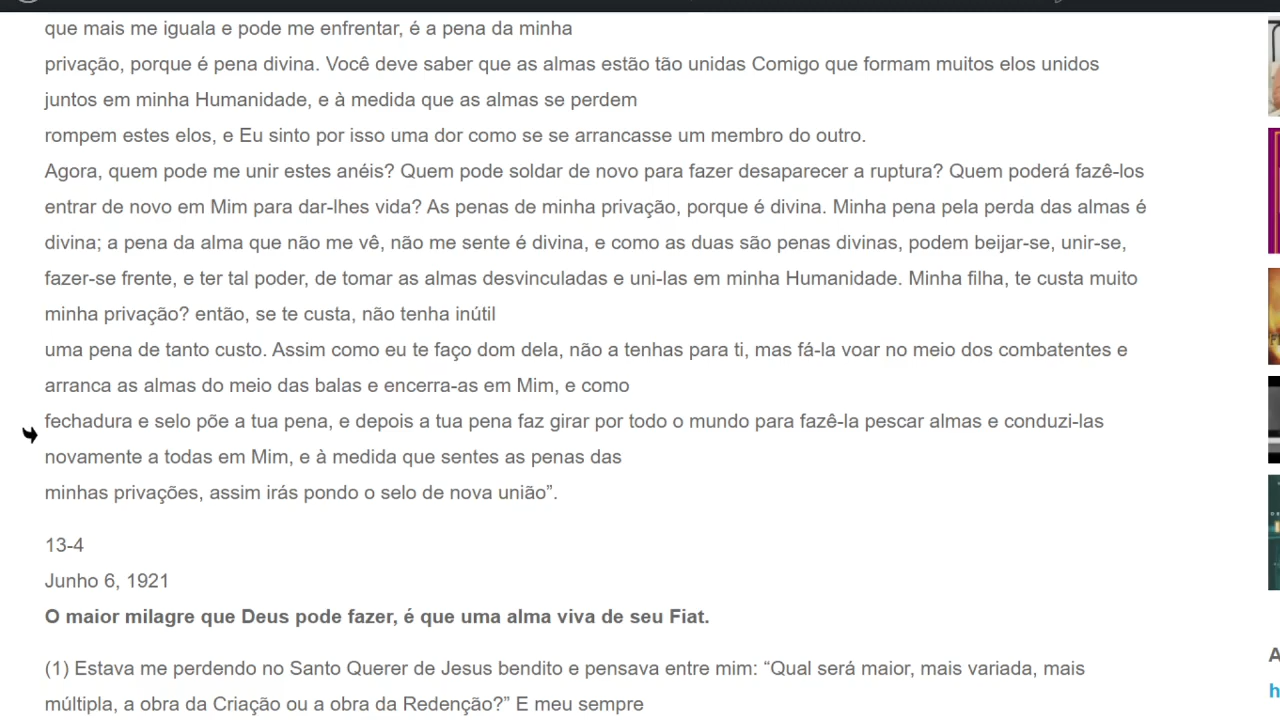 que mais me iguala e pode me enfrentar, é a pena da minha
privação, porque é pena divina. Você deve saber que as almas estão tão unidas Comigo que formam muitos elos unidos
juntos em minha Humanidade, e à medida que as almas se perdem
rompem estes elos, e Eu sinto por isso uma dor como se se arrancasse um membro do outro.
Agora, quem pode me unir estes anéis? Quem pode soldar de novo para fazer desaparecer a ruptura? Quem poderá fazê-los
entrar de novo em Mim para dar-lhes vida? As penas de minha privação, porque é divina. Minha pena pela perda das almas é
divina; a pena da alma que não me vê, não me sente é divina, e como as duas são penas divinas, podem beijar-se, unir-se,
fazer-se frente, e ter tal poder, de tomar as almas desvinculadas e uni-las em minha Humanidade. Minha filha, te custa muito
minha privação? então, se te custa, não tenha inútil
uma pena de tanto custo. Assim como eu te faço dom dela, não a tenhas para ti, mas fá-la voar no meio dos combatentes e
arranca as almas do meio das balas e encerra-as em Mim, e como
fechadura e selo põe a tua pena, e depois a tua pena faz girar por todo o mundo para fazê-la pescar almas e conduzi-las
novamente a todas em Mim, e à medida que sentes as penas das
minhas privações, assim irás pondo o selo de nova união”.
13-4
Junho 6, 1921
O maior milagre que Deus pode fazer, é que uma alma viva de seu Fiat.
(1) Estava me perdendo no Santo Querer de Jesus bendito e pensava entre mim: “Qual será maior, mais variada, mais
múltipla, a obra da Criação ou a obra da Redenção?” E meu sempre
A
h